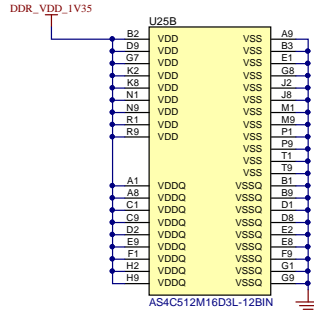 DDR_VDD_1V35
U25B
B2 VDD VSS A9
D9 VDD VSS B3
G7 VDD VSS E1
K2 VDD VSS G8
K8 VDD VSS J2
N1 VDD VSS J8
N9 VDD VSS M1
R1 VDD VSS M9
R9 VDD VSS P1
VSS P9
VSS T1
VSS T9
A1 VDDQ VSSQ B1
A8 VDDQ VSSQ B9
C1 VDDQ VSSQ D1
C9 VDDQ VSSQ D8
D2 VDDQ VSSQ E2
E9 VDDQ VSSQ E8
F1 VDDQ VSSQ F9
H2 VDDQ VSSQ G1
H9 VDDQ VSSQ G9
AS4C512M16D3L-12BIN